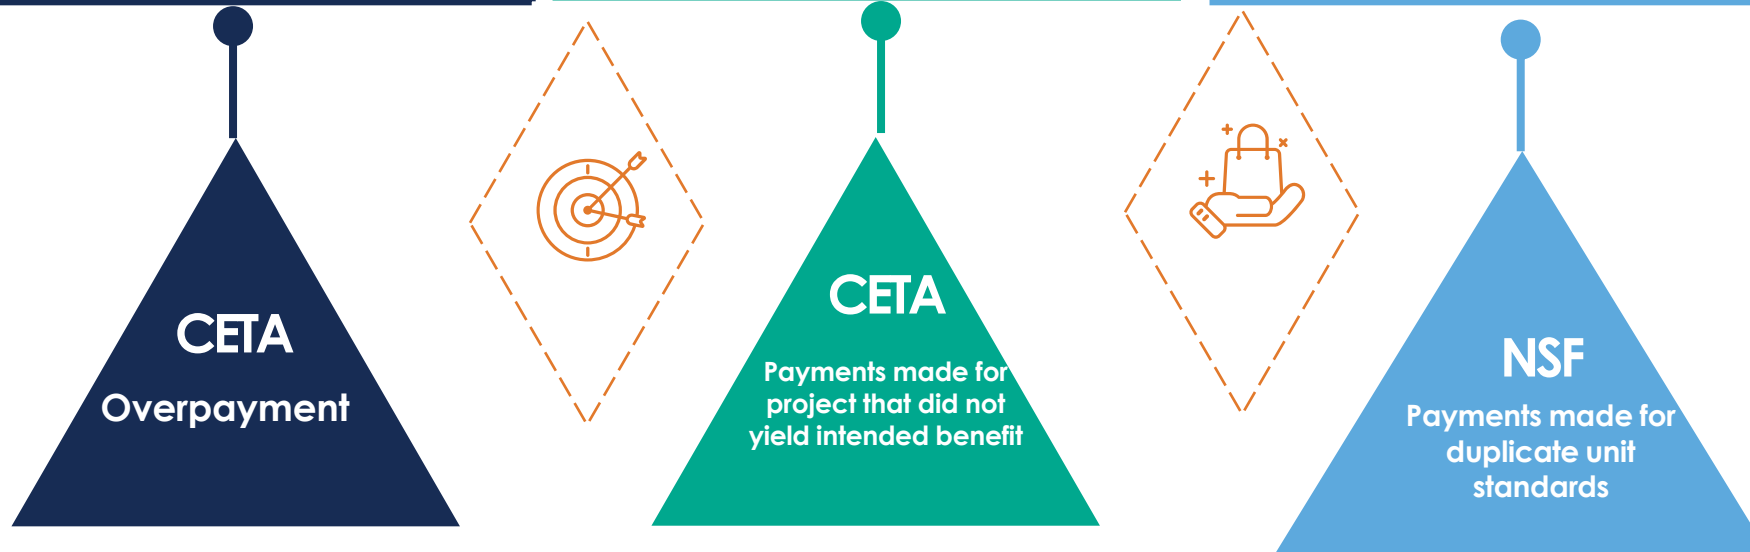 CETA
Overpayment
CETA
Payments made for
project that did not
yield intended benefit
NSF
Payments made for
duplicate unit
standards